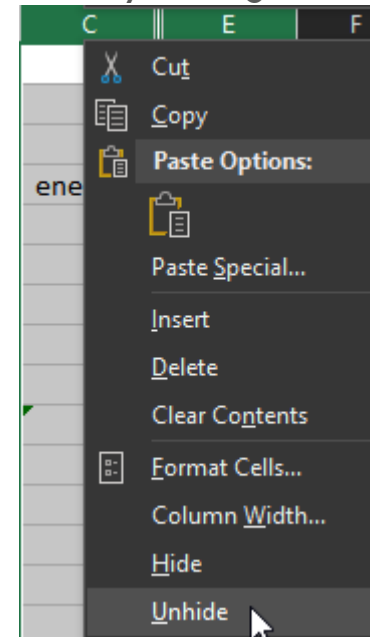 C E F
Cut
Copy
Paste Options:
ene
Paste Special...
Insert
Delete
Clear Contents
Format Cells...
Column Width...
Hide
Unhide